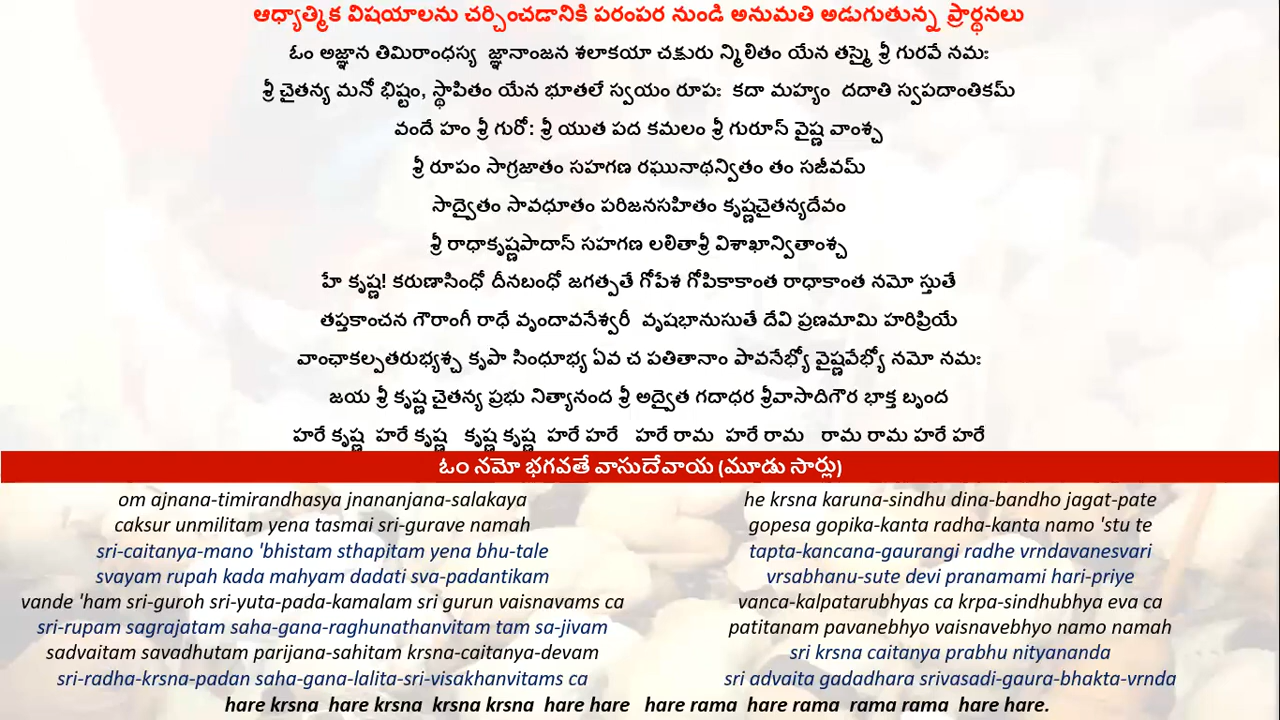 ఆధ్యాత్మిక విషయాలను చర్చించడానికి పరంపర నుండి అనుమతి అడుగుతున్న ప్రార్థనలు
ఓం అజ్ఞాన తిమిరాంధస్య జ్ఞానాంజన శలాకయా చక్షురు న్మిలితం యేన తస్మై శ్రీ గురవే నమః
శ్రీ చైతన్య మనో భిష్టం, స్థాపితం యేన భూతలే స్వయం రూపః కదా మహ్యం దదాతి స్వపదాంతికమ్
వందే హం శ్రీ గురో: శ్రీ యుత పద కమలం శ్రీ గురూస్ వైష్ణ వాంశ్చ
శ్రీ రూపం సాగ్రజాతం సహగణ రఘునాథన్వితం తం సజీవమ్
సాద్వైతం సావధూతం పరిజనసహితం కృష్ణచైతన్యదేవం
శ్రీ రాధాకృష్ణపాదాస్ సహగణ లలితాశ్రీ విశాఖాన్వితాంశ్చ
హే కృష్ణ! కరుణాసింధో దీనబంధో జగత్పతే గోపేశ గోపికాకాంత రాధాకాంత నమో స్తుతే
తప్తకాంచన గౌరాంగీ రాధే వృందావనేశ్వరీ వృషభానుసుతే దేవి ప్రణమామి హరిప్రియే
వాంఛాకల్పతరుభ్యశ్చ కృపా సింధూభ్య ఏవ చ పతితానాం పావనేభ్యో వైష్ణవేభ్యో నమో నమః
జయ శ్రీ కృష్ణ చైతన్య ప్రభు నిత్యానంద శ్రీ అద్వైత గదాధర శ్రీవాసాదిగౌర భాక్త బృంద
హరే కృష్ణ హరే కృష్ణ కృష్ణ కృష్ణ హరే హరే హరే రామ హరే రామ రామ రామ హరే హరే
ఓం నమో భగవతే వాసుదేవాయ (మూడు సార్లు)
om ajnana-timirandhasya jnananjana-salakaya
caksur unmilitam yena tasmai sri-gurave namah
sri-caitanya-mano 'bhistam sthapitam yena bhu-tale
svayam rupah kada mahyam dadati sva-padantikam
vande 'ham sri-guroh sri-yuta-pada-kamalam sri gurun vaisnavams ca
sri-rupam sagrajatam saha-gana-raghunathanvitam tam sa-jivam
sadvaitam savadhutam parijana-sahitam krsna-caitanya-devam
sri-radha-krsna-padan saha-gana-lalita-sri-visakhanvitams ca
he krsna karuna-sindhu dina-bandho jagat-pate
gopesa gopika-kanta radha-kanta namo 'stu te
tapta-kancana-gaurangi radhe vrndavanesvari
vrsabhanu-sute devi pranamami hari-priye
vanca-kalpatarubhyas ca krpa-sindhubhya eva ca
patitanam pavanebhyo vaisnavebhyo namo namah
sri krsna caitanya prabhu nityananda
sri advaita gadadhara srivasadi-gaura-bhakta-vrnda
hare krsna hare krsna krsna krsna hare hare hare rama hare rama rama rama hare hare.